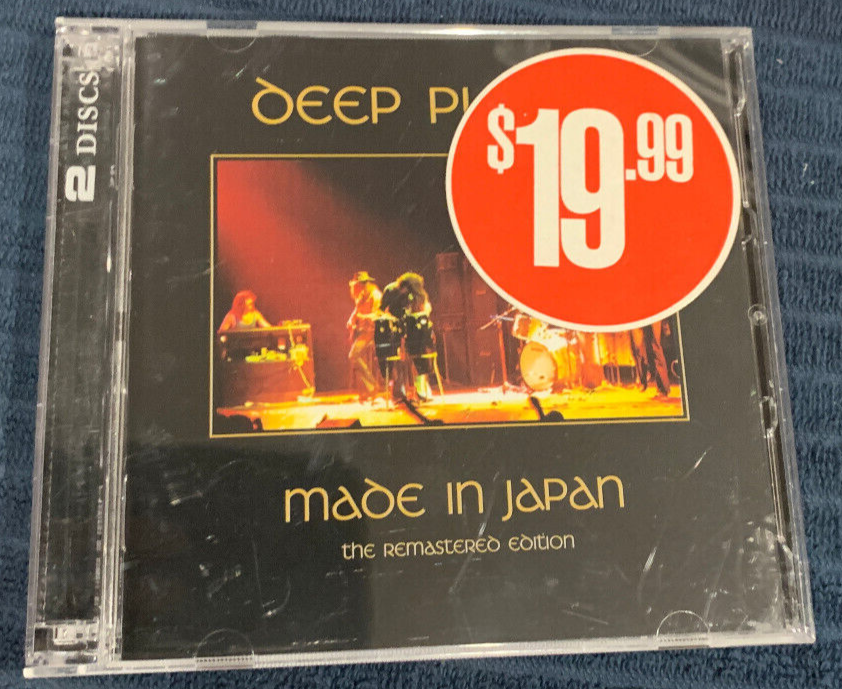 2 DISCS
DEEP PU
$19.99
made in Japan
the Remastered Edition